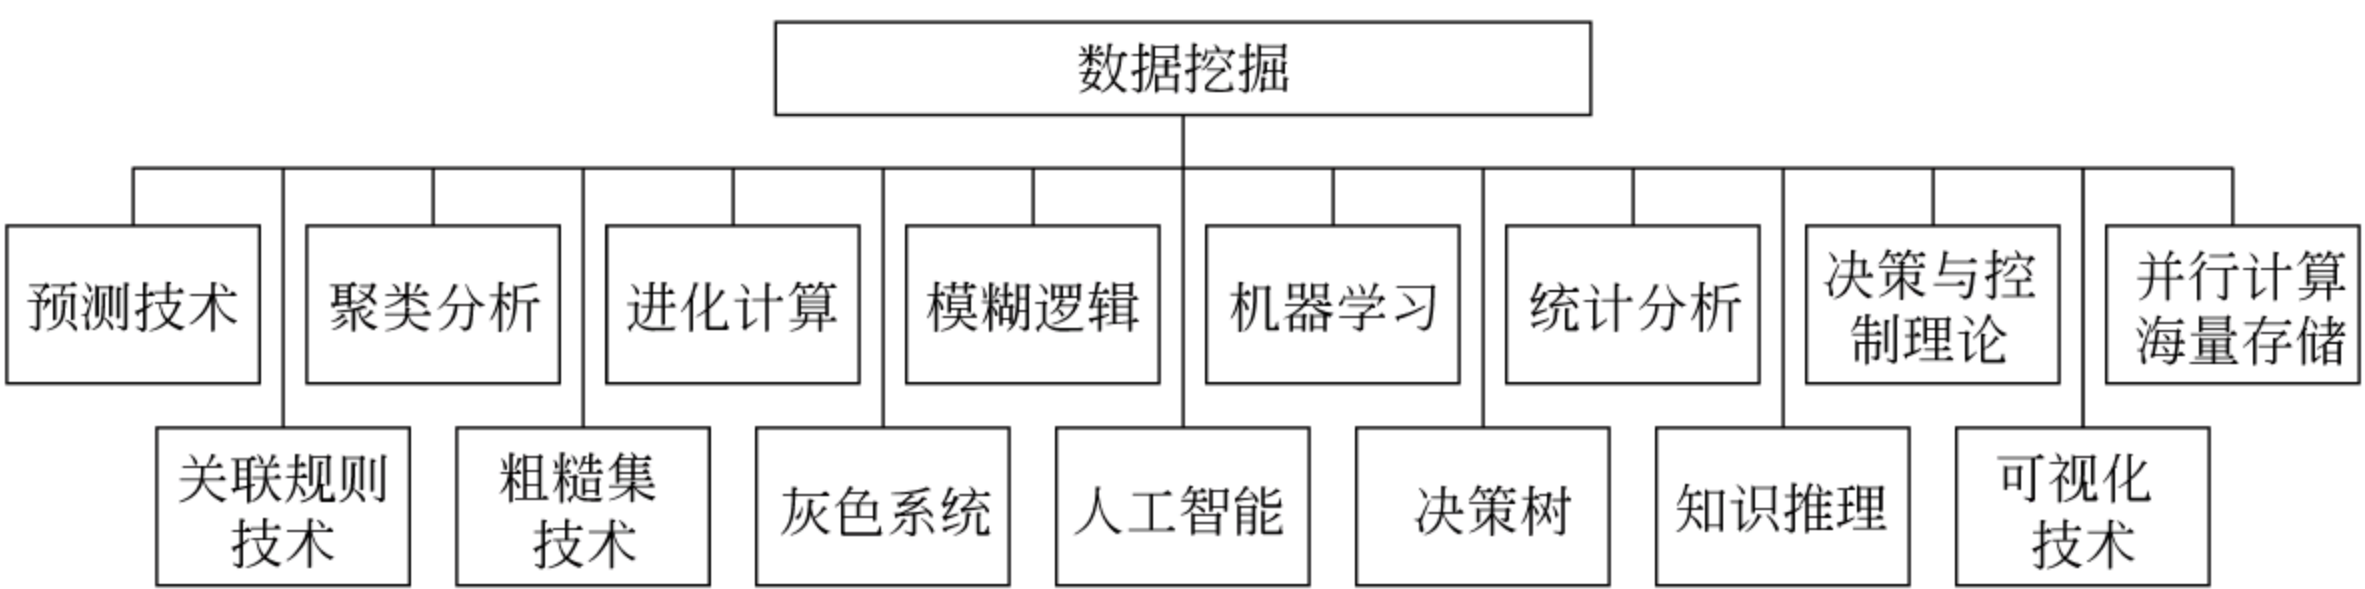 数据挖掘
预测技术
聚类分析
进化计算
模糊逻辑
机器学习
统计分析
决策与控
制理论
并行计算
海量存储
关联规则
技术
粗糙集
技术
灰色系统
人工智能
决策树
知识推理
可视化
技术